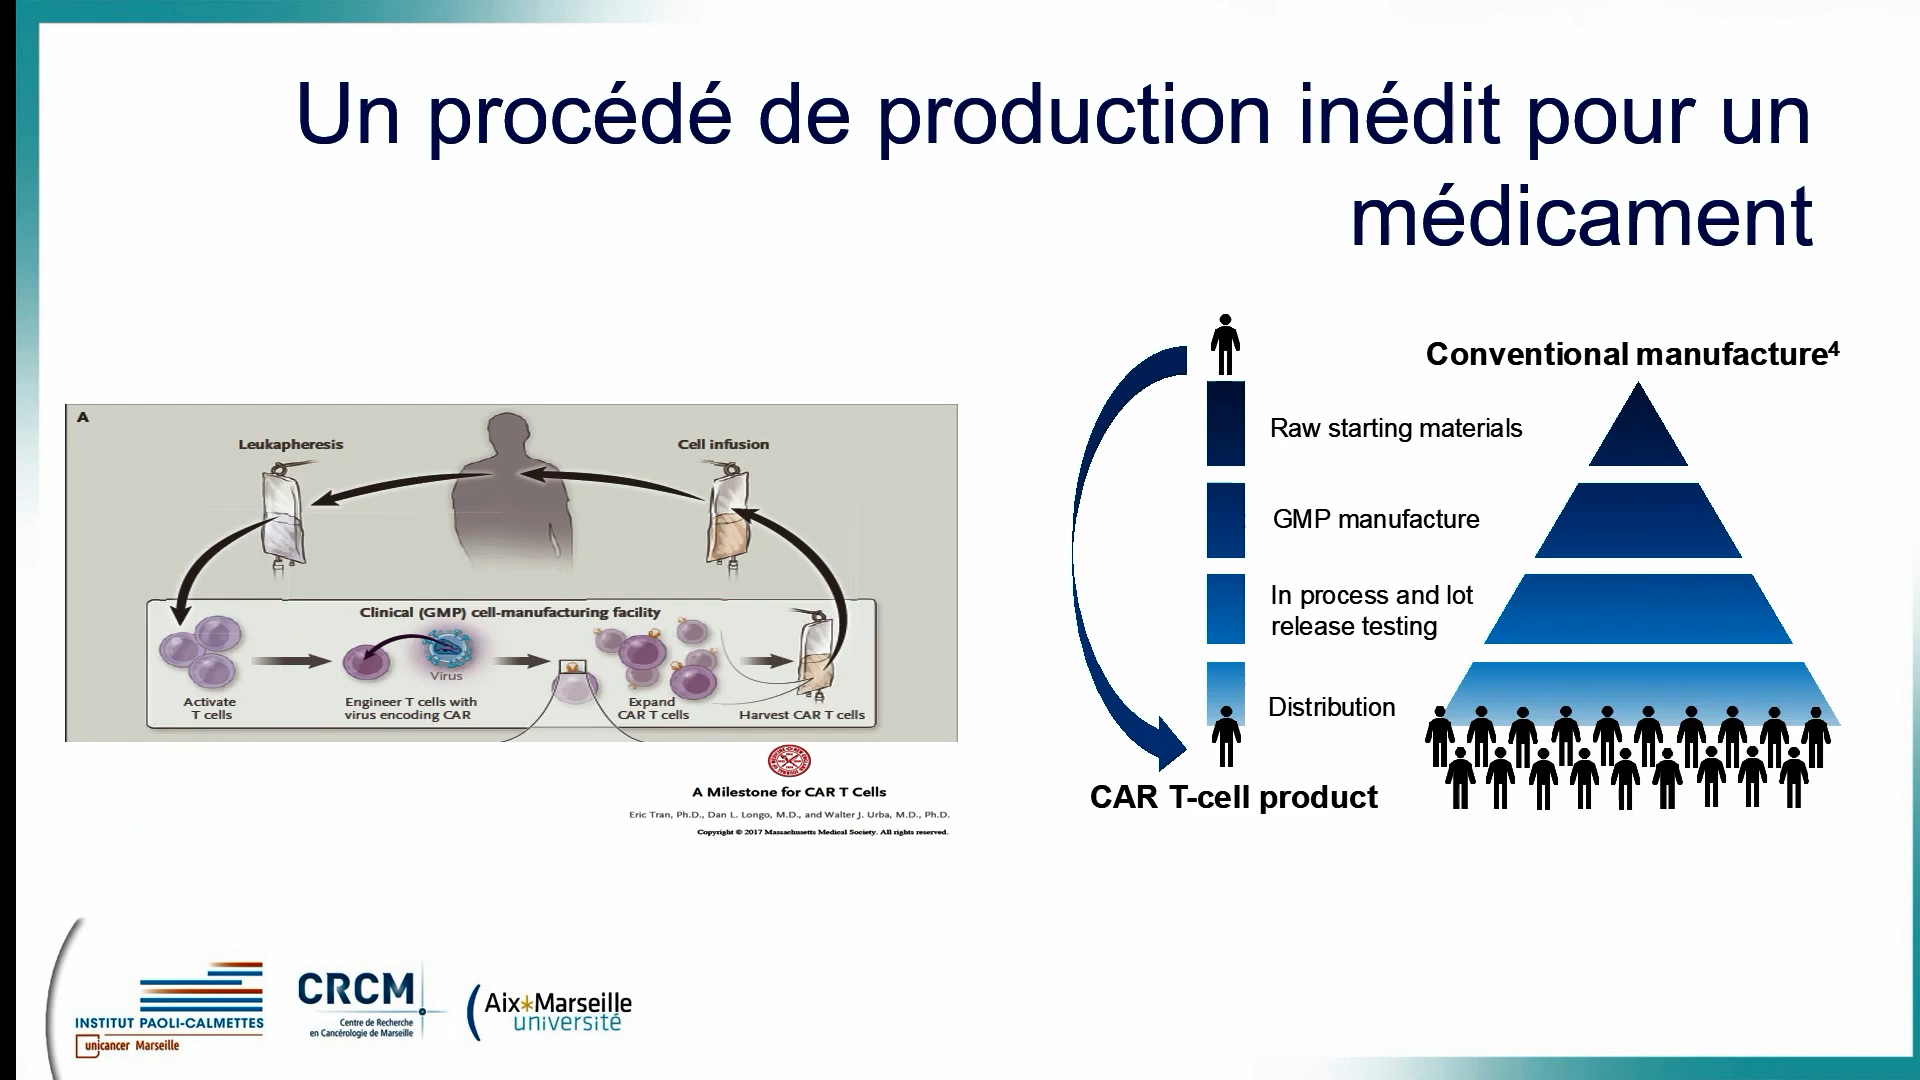 Un procédé de production inédit pour un
médicament
A
Leukapheresis
Cell infusion
Clinical (GMP) cell-manufacturing facility
Virus
Activate
T cells
Engineer T cells with
virus encoding CAR
Expand
CAR T cells
Harvest CAR T cells
A Milestone for CAR T Cells
Eric Tran, Ph.D., Dan L. Longo, M.D., and Walter J. Urba, M.D., Ph.D.
Copyright © 2017 Massachusetts Medical Society. All rights reserved.
Conventional manufacture⁴
Raw starting materials
GMP manufacture
In process and lot
release testing
Distribution
CAR T-cell product
INSTITUT PAOLI-CALMETTES
unicancer Marseille
CRCM
Centre de Recherche
en Cancérologie de Marseille
Aix*Marseille
université